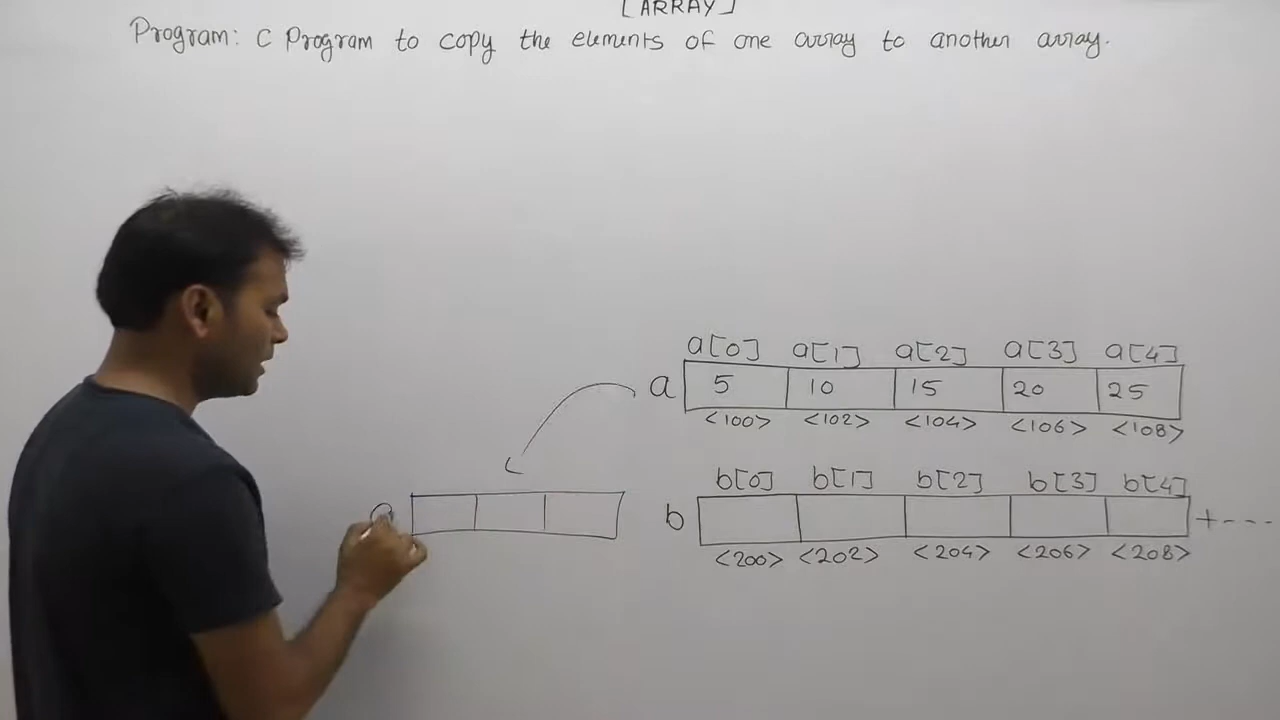 [ARRAY]
Program: C Program to copy the elements of one array to another array.
a[0] a[1] a[2] a[3] a[4]
a 5 10 15 20 25
<100> <102> <104> <106> <108>
b[0] b[1] b[2] b[3] b[4]
a
b +----
<200> <202> <204> <206> <208>